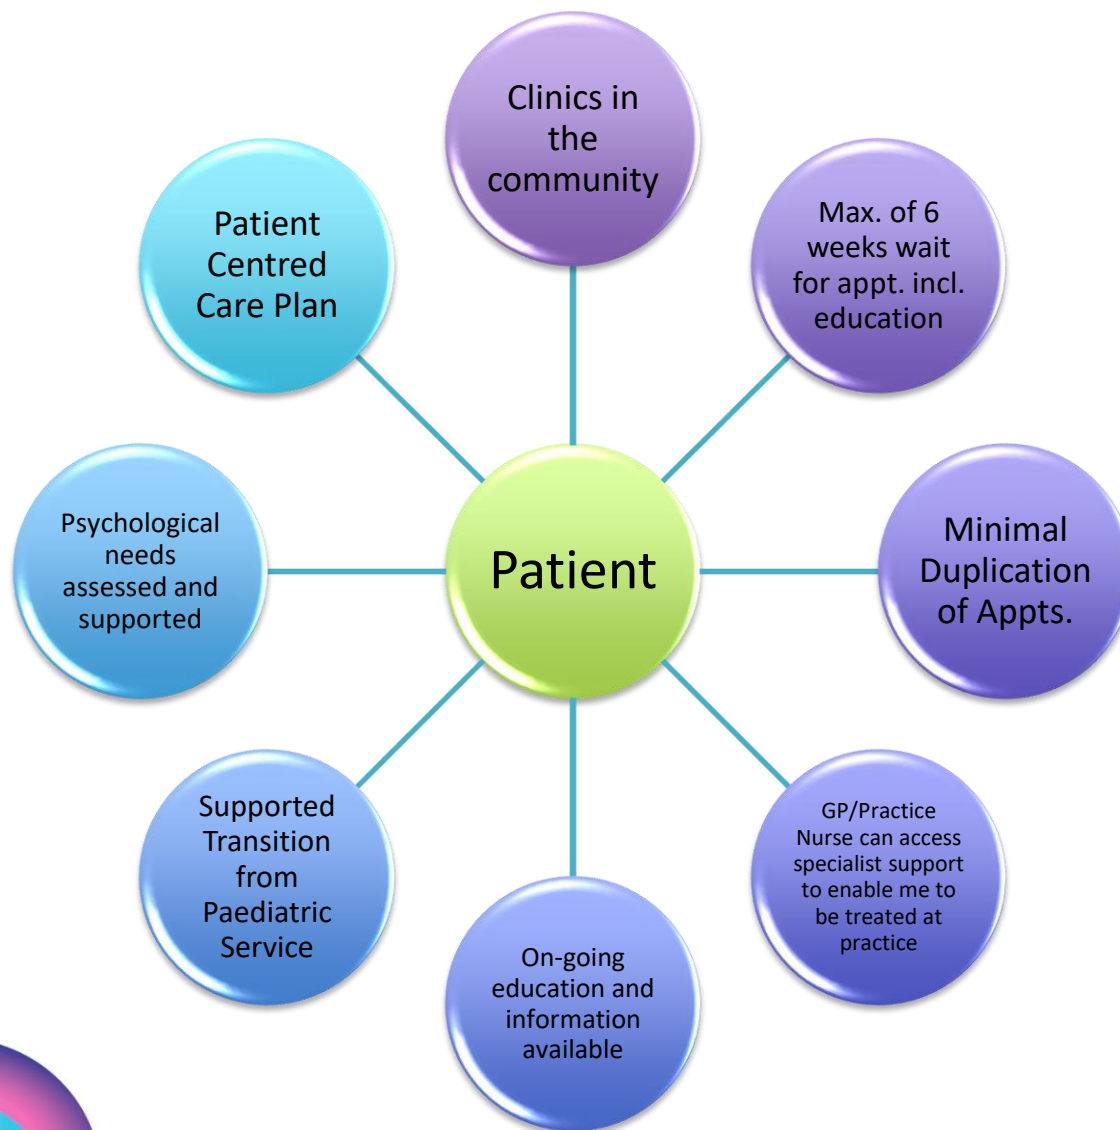 Clinics in
the
community
Max. of 6
weeks wait
for appt. incl.
education
Minimal
Duplication
of Appts.
GP/Practice
Nurse can access
specialist support
to enable me to
be treated at
practice
On-going
education and
information
available
Supported
Transition
from
Paediatric
Service
Psychological
needs
assessed and
supported
Patient
Centred
Care Plan
Patient